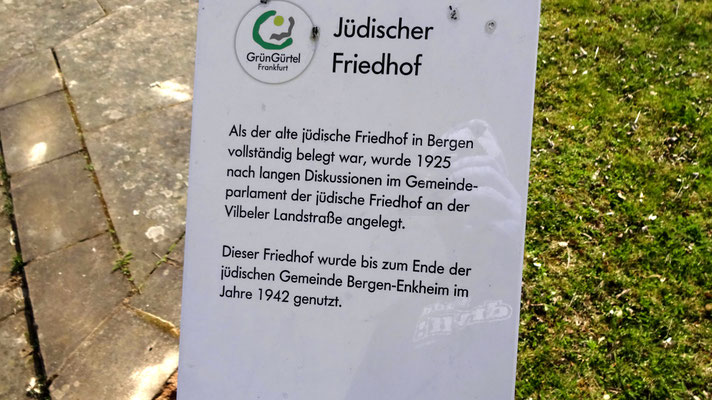 GrünGürtel
Frankfurt
Jüdischer
Friedhof
Als der alte jüdische Friedhof in Bergen
vollständig belegt war, wurde 1925
nach langen Diskussionen im Gemeinde-
parlament der jüdische Friedhof an der
Vilbeler Landstraße angelegt.
Dieser Friedhof wurde bis zum Ende der
jüdischen Gemeinde Bergen-Enkheim im
Jahre 1942 genutzt.